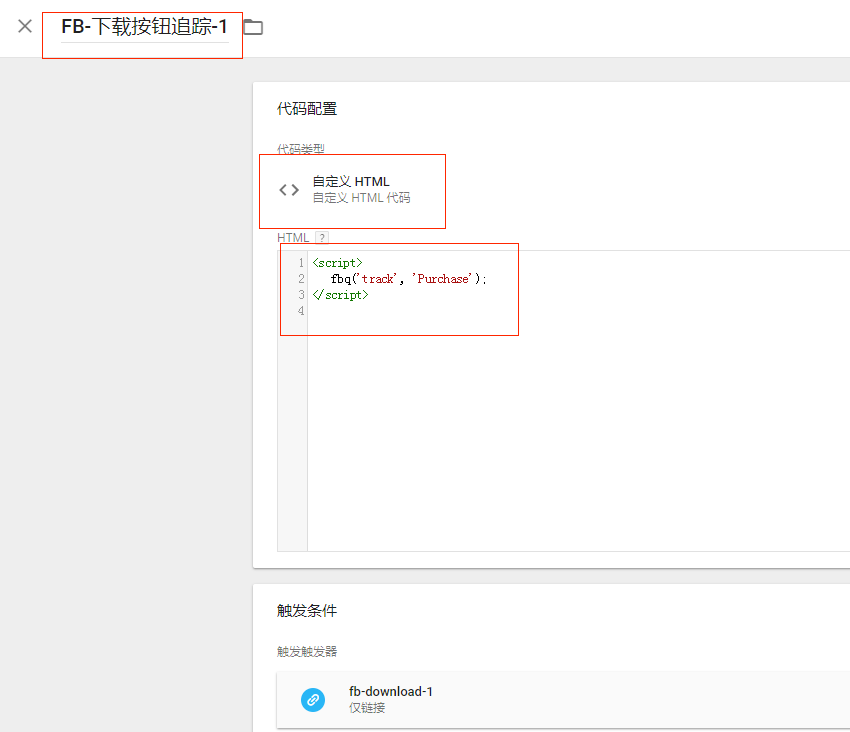 FB-下载按钮追踪-1
代码配置
代码类型
自定义 HTML
自定义 HTML 代码
HTML ?
1 <script>
2 fbq('track', 'Purchase');
3 </script>
4
触发条件
触发触发器
fb-download-1
仅链接